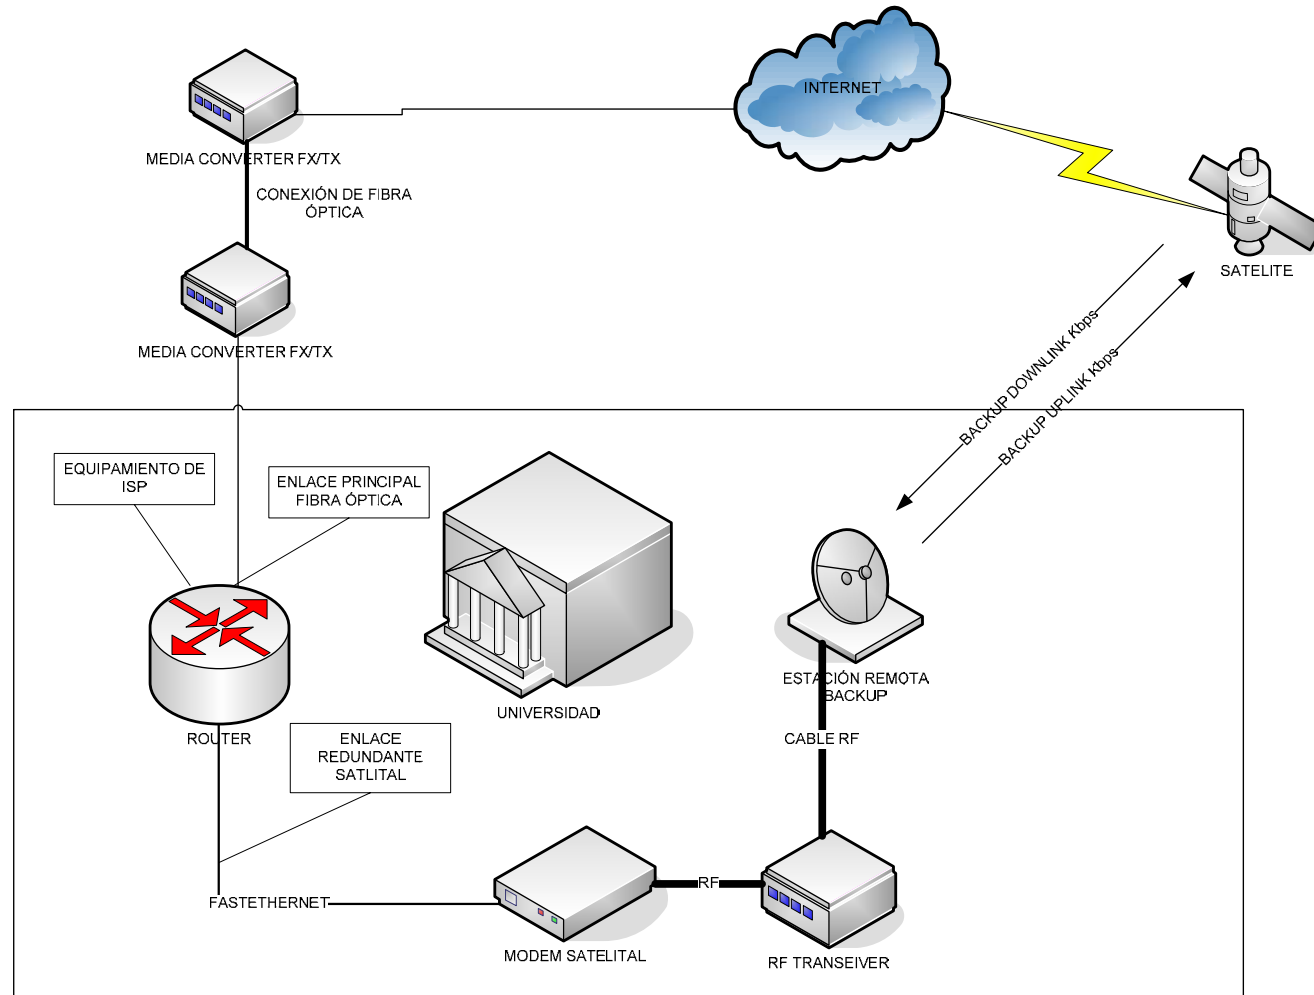 INTERNET
MEDIA CONVERTER FX/TX
CONEXIÓN DE FIBRA
ÓPTICA
SATELITE
MEDIA CONVERTER FX/TX
BACKUP DOWNLINK Kbps
BACKUP UPLINK Kbps
EQUIPAMIENTO DE
ISP
ENLACE PRINCIPAL
FIBRA ÓPTICA
ESTACIÓN REMOTA
BACKUP
UNIVERSIDAD
ROUTER
ENLACE
REDUNDANTE
SATLITAL
CABLE RF
RF
FASTETHERNET
MODEM SATELITAL
RF TRANSEIVER